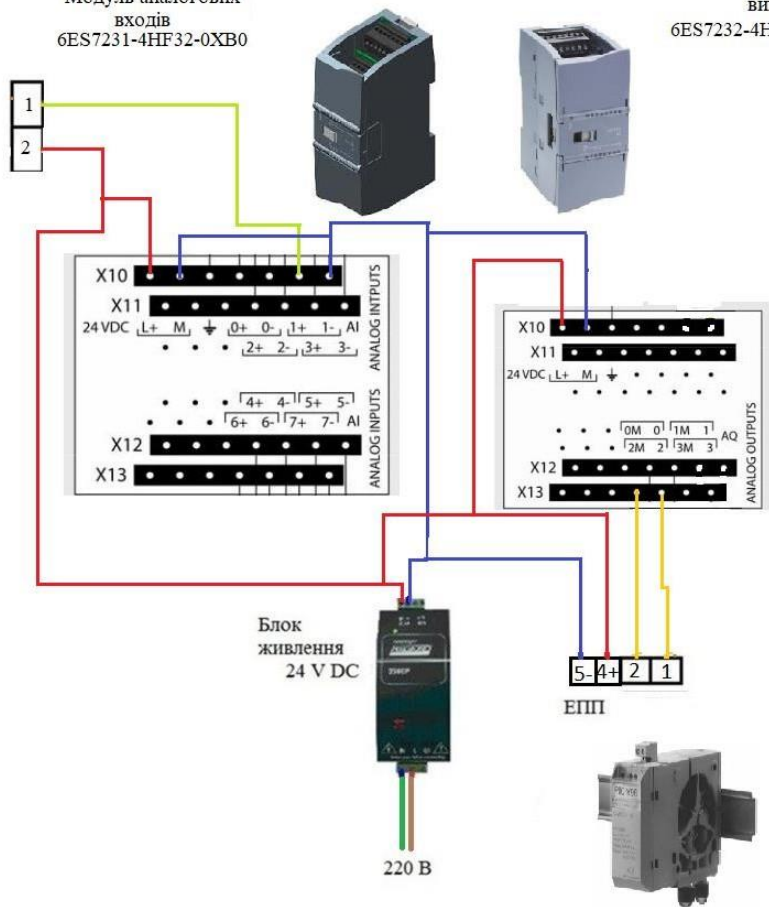 входів
6ES7231-4HF32-0XB0
ви
6ES7232-4H
1
2
X10
X11
24 VDC L+ M 0+ 0- 1+ 1- AI
2+ 2- 3+ 3-
ANALOG INTPUTS
4+ 4- 5+ 5-
6+ 6- 7+ 7- AI
X12
X13
ANALOG INPUTS
X10
X11
24 VDC L+ M
0M 0 1M 1
2M 2 3M 3 AQ
X12
X13
ANALOG OUTPUTS
Блок
живлення
24 V DC
5- 4+ 2 1
ЕПП
220 В